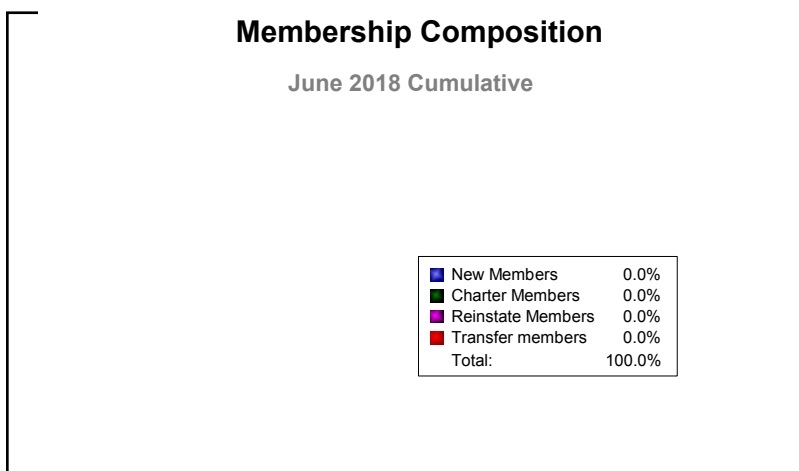 Membership Composition
June 2018 Cumulative
New Members 0.0%
Charter Members 0.0%
Reinstate Members 0.0%
Transfer members 0.0%
Total: 100.0%